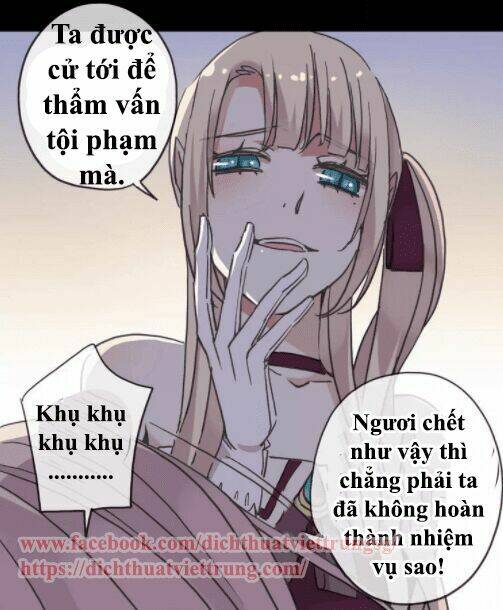 Ta được
cử tới để
thẩm vấn
tội phạm
mà.
Khụ khụ
khụ khụ
............
Ngươi chết
như vậy thì
chẳng phải ta
đã không hoàn
thành nhiệm
vụ sao!
www.facebook.com/dichthuatviettrungsg
https://dichthuatviettrung.com/